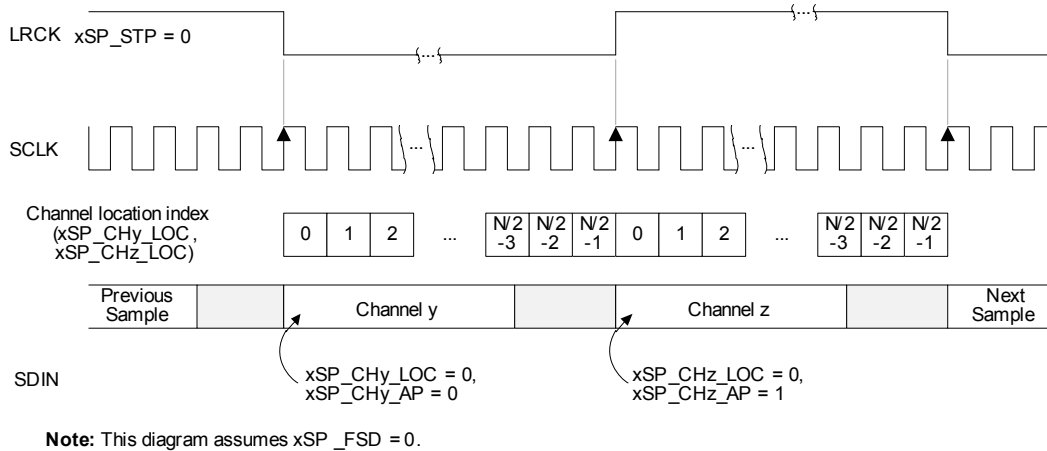 LRCK xSP_STP = 0
...
...
SCLK
...
...
Channel location index
(xSP_CHy_LOC,
xSP_CHz_LOC)
0 1 2 ... N/2 -3 N/2 -2 N/2 -1 0 1 2 ... N/2 -3 N/2 -2 N/2 -1
Previous
Sample
Channel y
Channel z
Next
Sample
SDIN
xSP_CHy_LOC = 0,
xSP_CHy_AP = 0
xSP_CHz_LOC = 0,
xSP_CHz_AP = 1
Note: This diagram assumes xSP _FSD = 0.